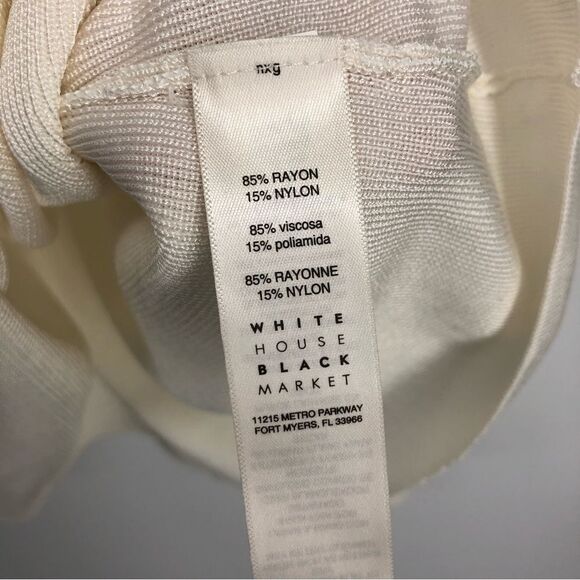 nxg
85% RAYON
15% NYLON
85% viscosa
15% poliamida
85% RAYONNE
15% NYLON
WHITE
HOUSE
BLACK
MARKET
11215 METRO PARKWAY
FORT MYERS, FL 33966